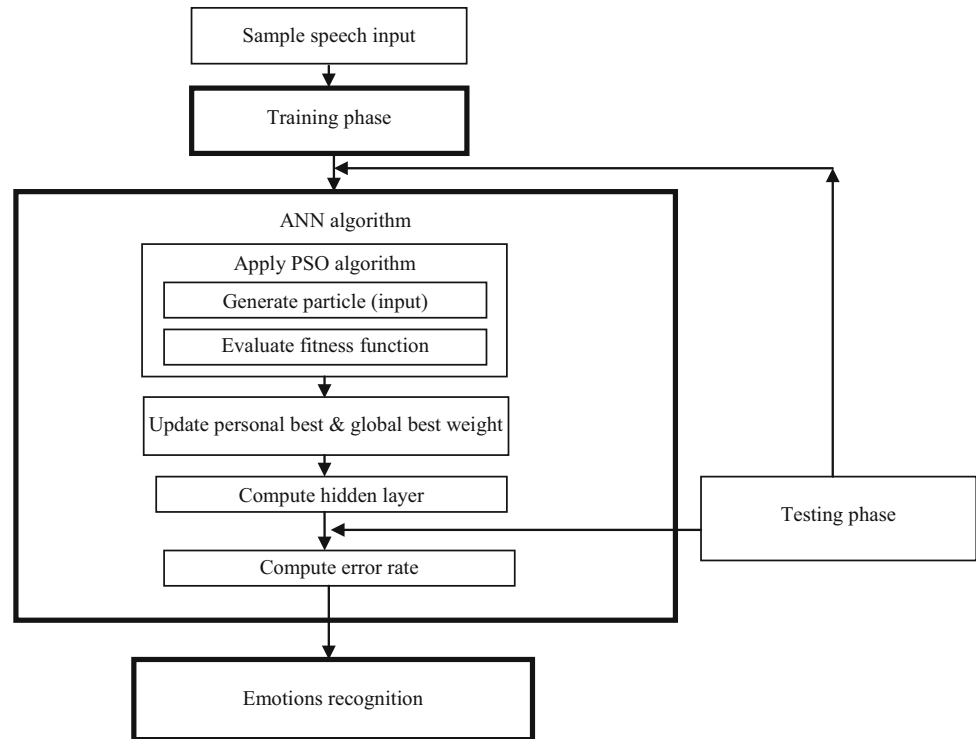 Sample speech input
Training phase
ANN algorithm
Apply PSO algorithm
Generate particle (input)
Evaluate fitness function
Update personal best & global best weight
Compute hidden layer
Testing phase
Compute error rate
Emotions recognition